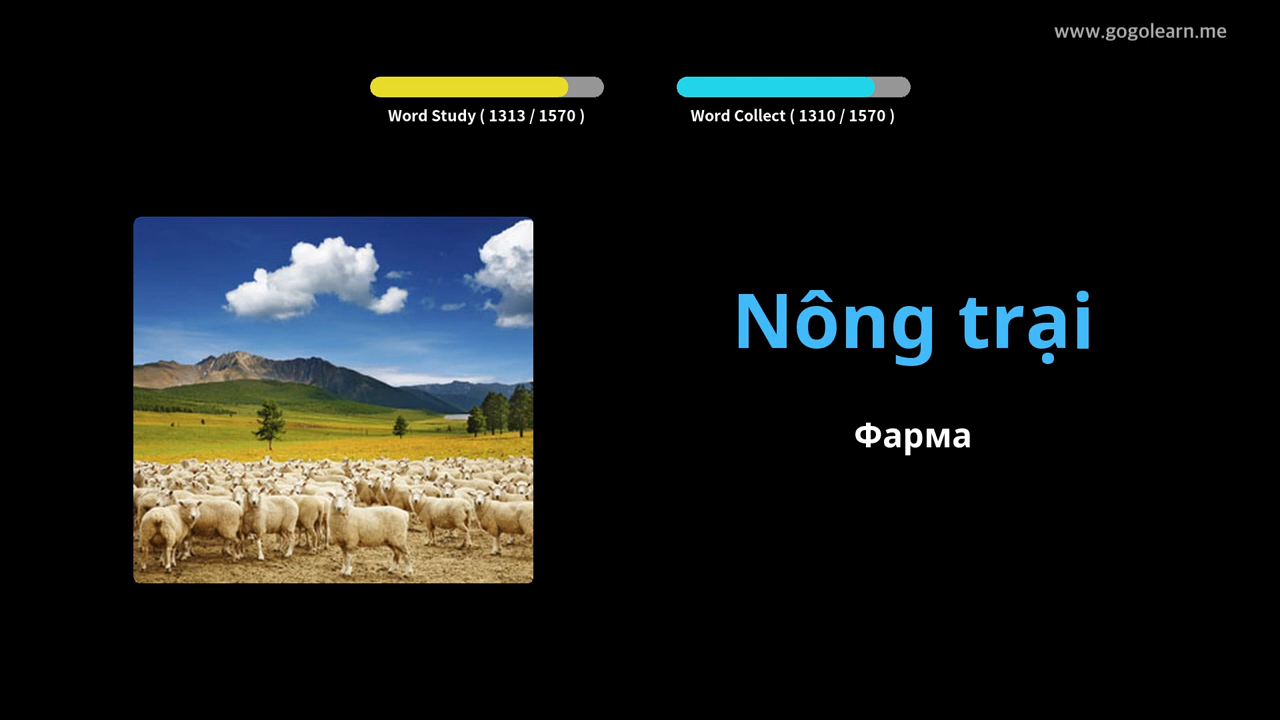 www.gogolearn.me
Word Study ( 1313 / 1570 )
Word Collect ( 1310 / 1570 )
Nông trại
Фарма